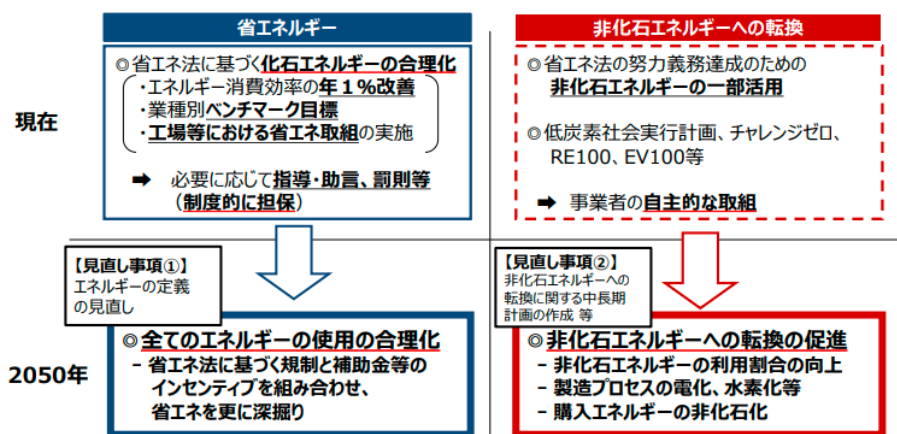 省エネルギー
非化石エネルギーへの転換
現在
◎省エネ法に基づく化石エネルギーの合理化
・エネルギー消費効率の年１％改善
・業種別ベンチマーク目標
・工場等における省エネ取組の実施
➡ 必要に応じて指導・助言、罰則等
（制度的に担保）
◎省エネ法の努力義務達成のための
非化石エネルギーの一部活用
◎低炭素社会実行計画、チャレンジゼロ、
RE100、EV100等
➡ 事業者の自主的な取組
【見直し事項①】
エネルギーの定義
の見直し
【見直し事項②】
非化石エネルギーへの
転換に関する中長期
計画の作成 等
2050年
◎全てのエネルギーの使用の合理化
– 省エネ法に基づく規制と補助金等の
インセンティブを組み合わせ、
省エネを更に深掘り
◎非化石エネルギーへの転換の促進
– 非化石エネルギーの利用割合の向上
– 製造プロセスの電化、水素化等
– 購入エネルギーの非化石化